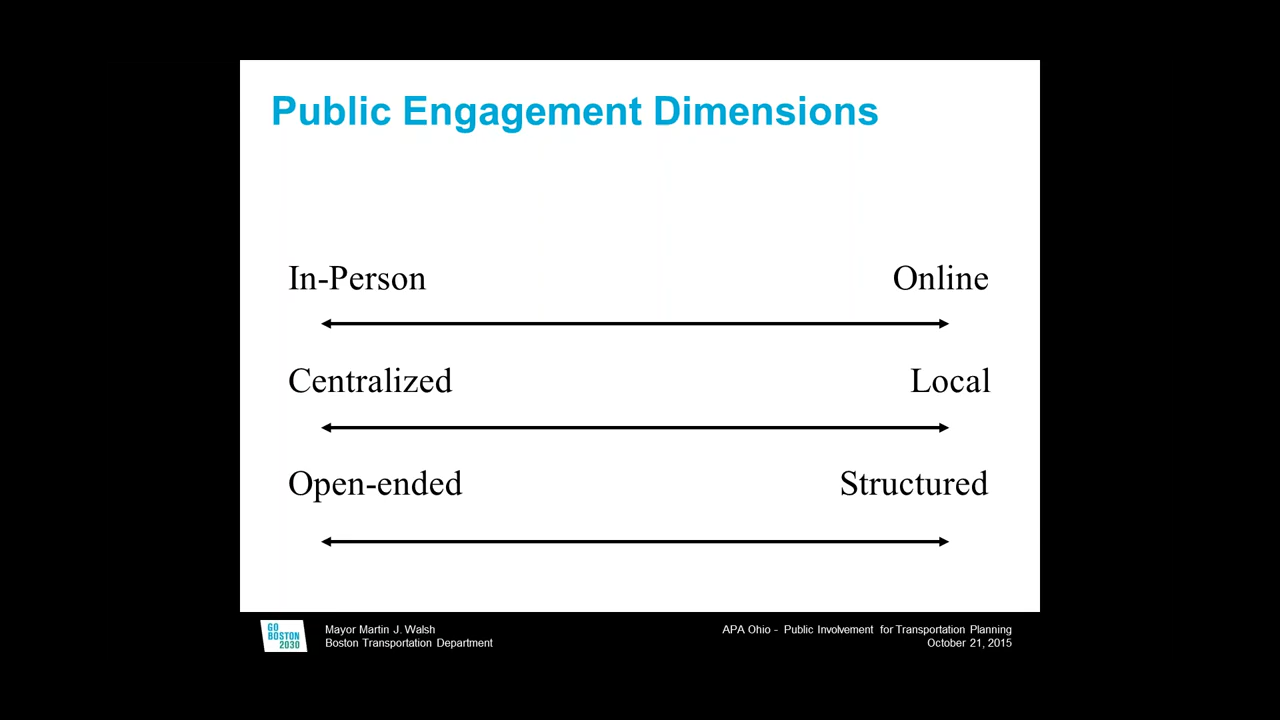 Public Engagement Dimensions
In-Person
Online
Centralized
Local
Open-ended
Structured
GO
BOSTON
2030
Mayor Martin J. Walsh
Boston Transportation Department
APA Ohio - Public Involvement for Transportation Planning
October 21, 2015